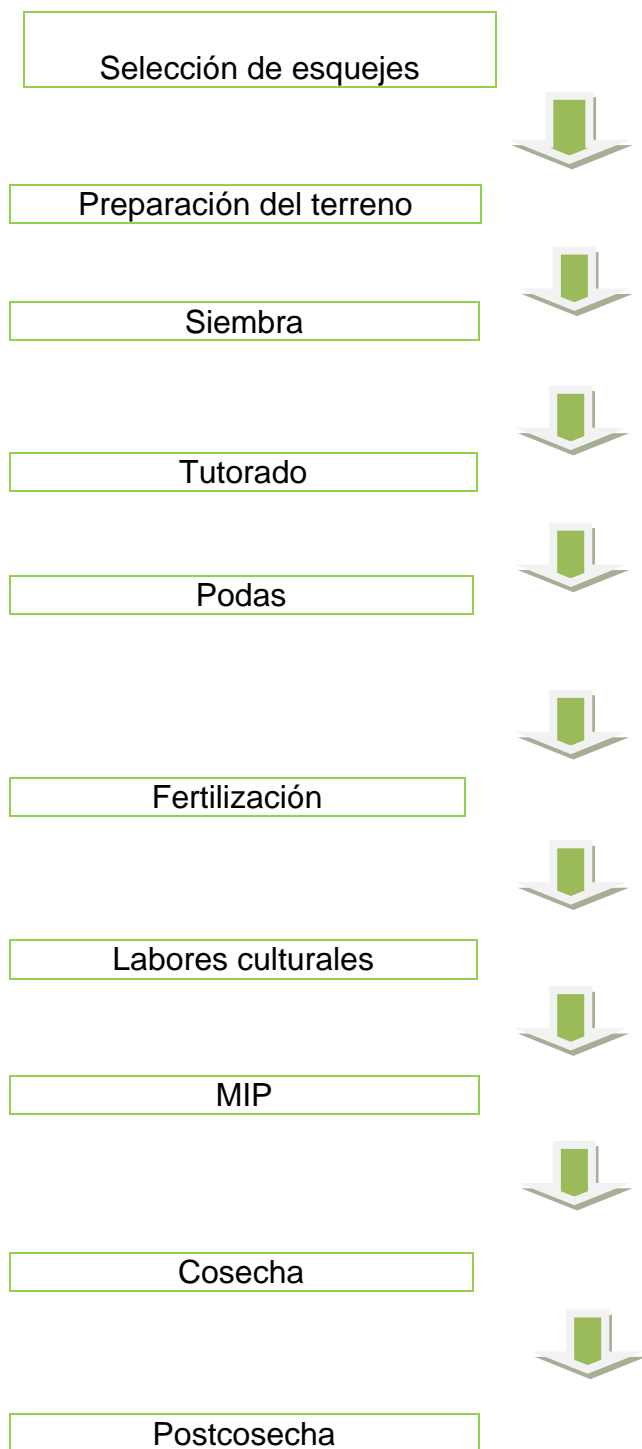 Selección de esquejes
Preparación del terreno
Siembra
Tutorado
Podas
Fertilización
Labores culturales
MIP
Cosecha
Postcosecha